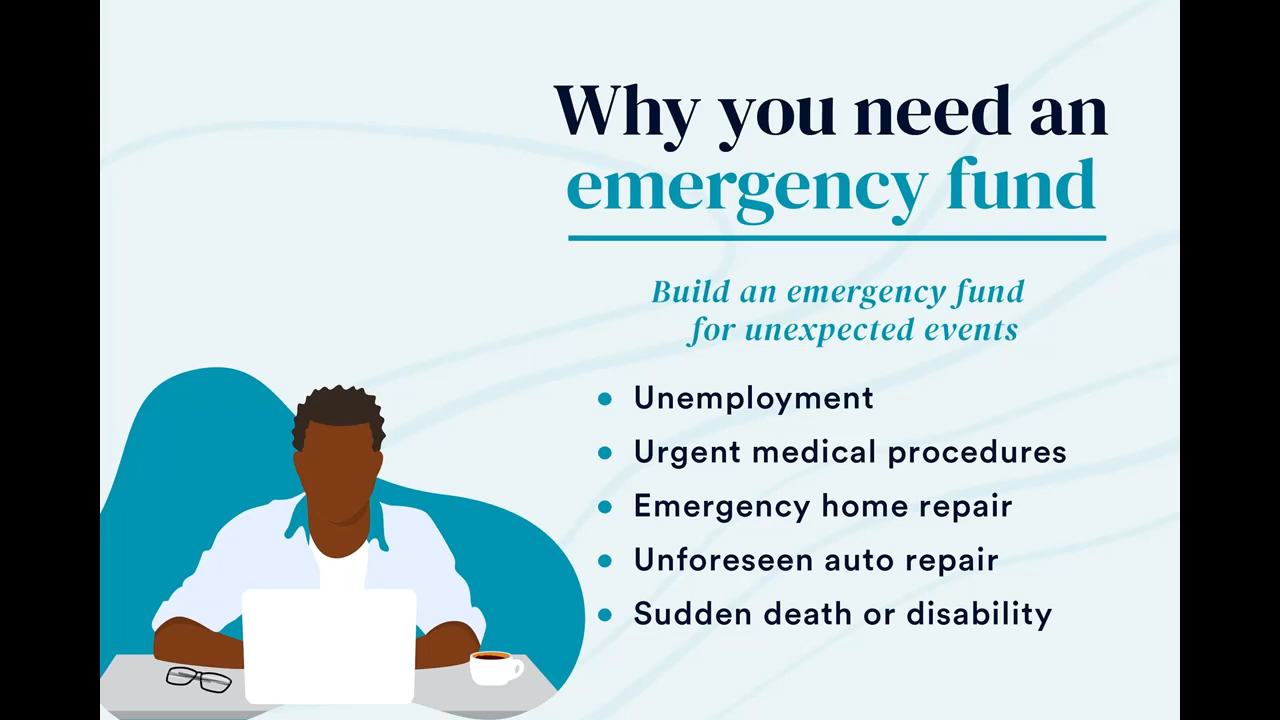 Why you need an
emergency fund
Build an emergency fund
for unexpected events
• Unemployment
• Urgent medical procedures
• Emergency home repair
• Unforeseen auto repair
• Sudden death or disability